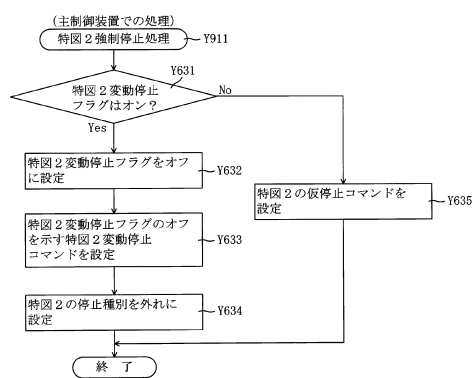 (主制御装置での処理)
特図2強制停止処理
Y911
Y631
特図2変動停止
フラグはオン?
No
Yes
特図2変動停止フラグをオフ
に設定
Y632
特図2の仮停止コマンドを
設定
Y635
特図2変動停止フラグのオフ
を示す特図2変動停止
コマンドを設定
Y633
特図2の停止種別を外れに
設定
Y634
終 了